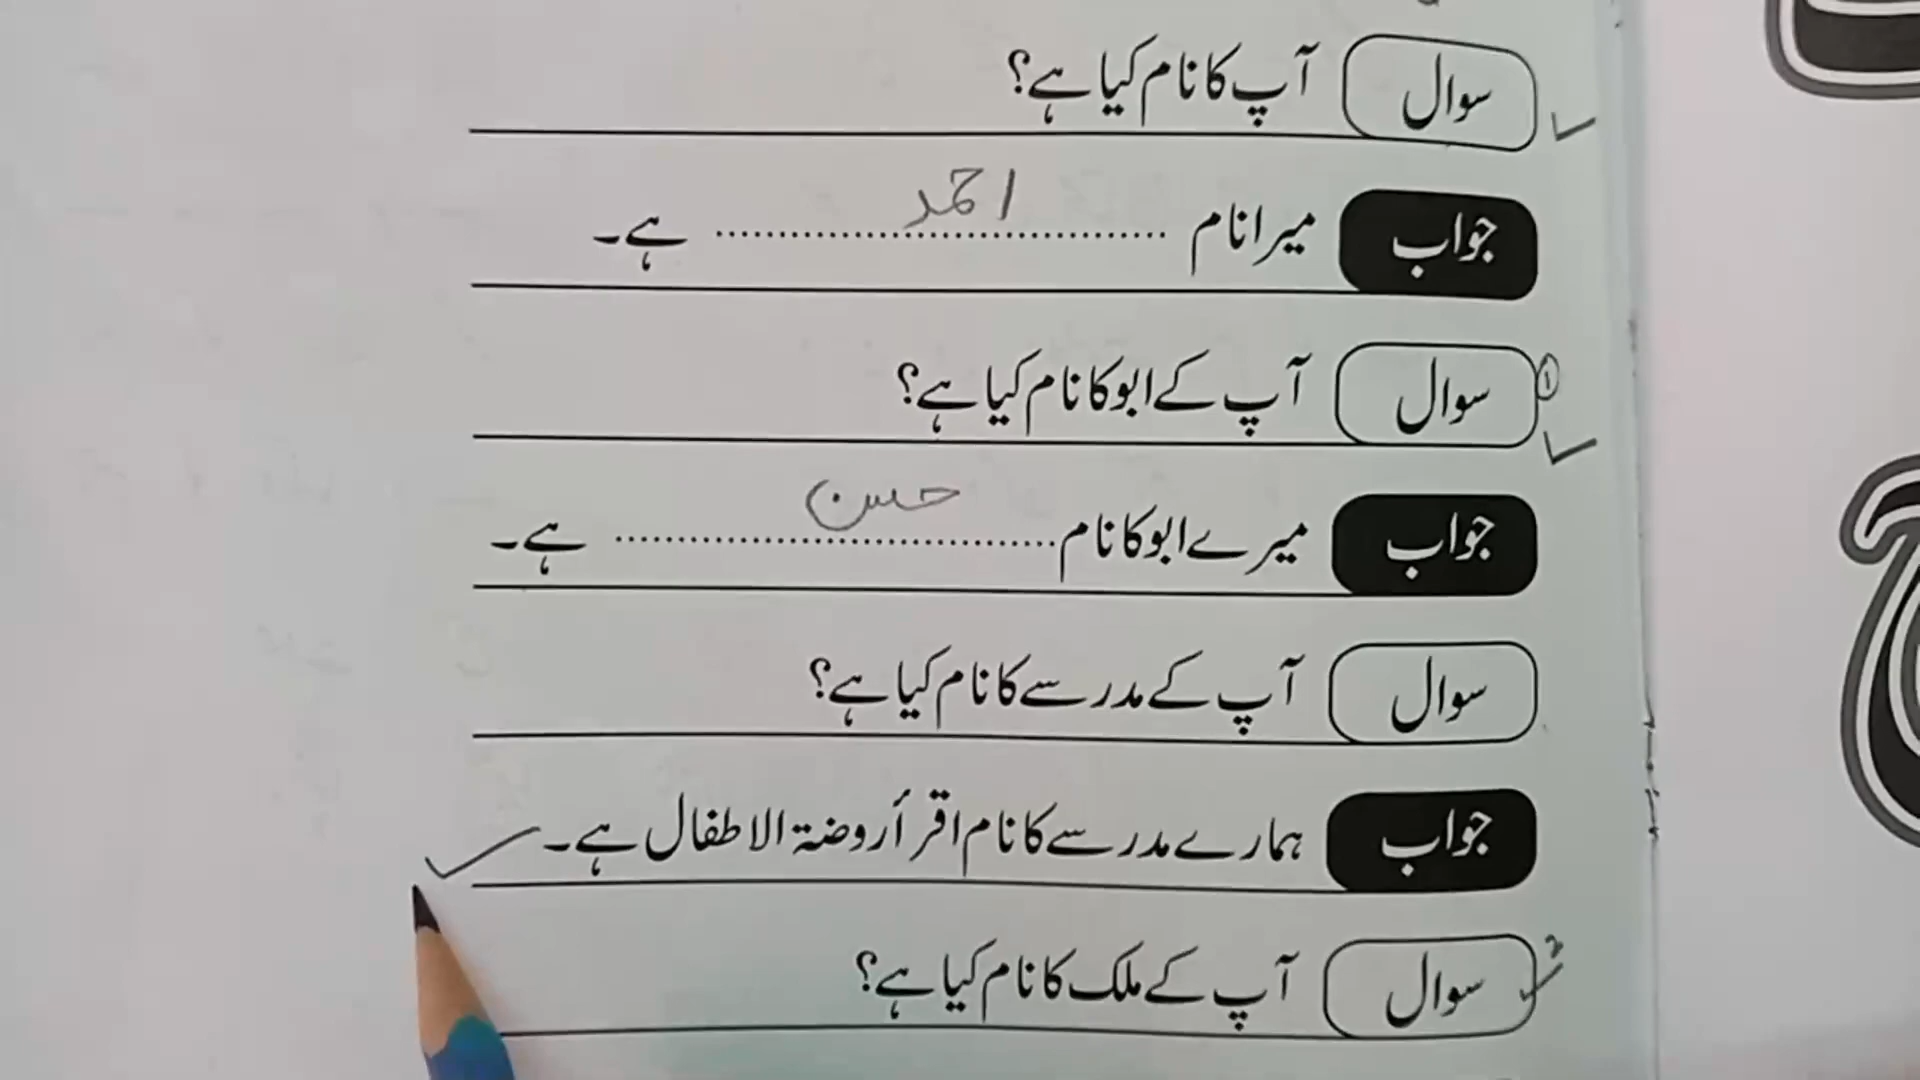 سوال آپ کا نام کیا ہے؟
جواب میرا نام احمد ہے۔
سوال آپ کے ابو کا نام کیا ہے؟ ①
جواب میرے ابو کا نام حسن ہے۔
سوال آپ کے مدرسے کا نام کیا ہے؟
جواب ہمارے مدرسے کا نام اقرأ روضۃ الاطفال ہے۔
سوال آپ کے ملک کا نام کیا ہے؟ 2